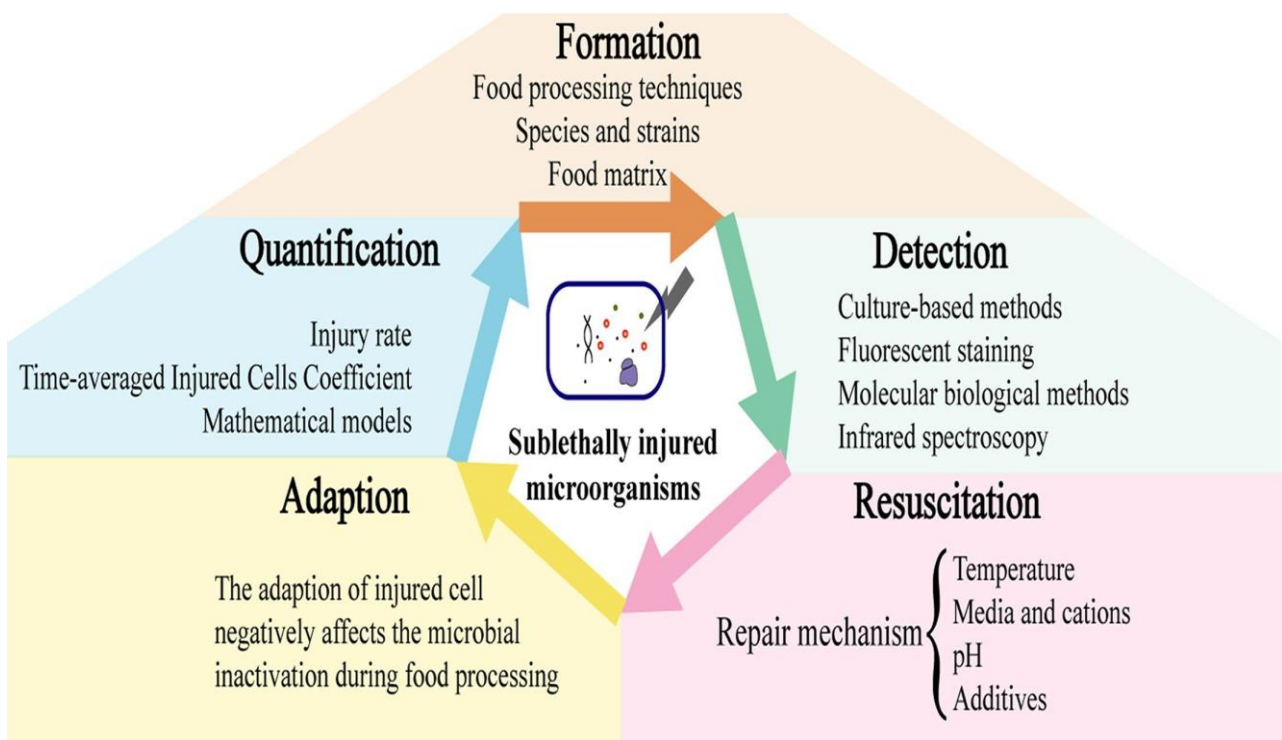 Formation
Food processing techniques
Species and strains
Food matrix
Quantification
Injury rate
Time-averaged Injured Cells Coefficient
Mathematical models
Detection
Culture-based methods
Fluorescent staining
Molecular biological methods
Infrared spectroscopy
Sublethally injured
microorganisms
Adaption
The adaption of injured cell
negatively affects the microbial
inactivation during food processing
Resuscitation
Repair mechanism
Temperature
Media and cations
pH
Additives